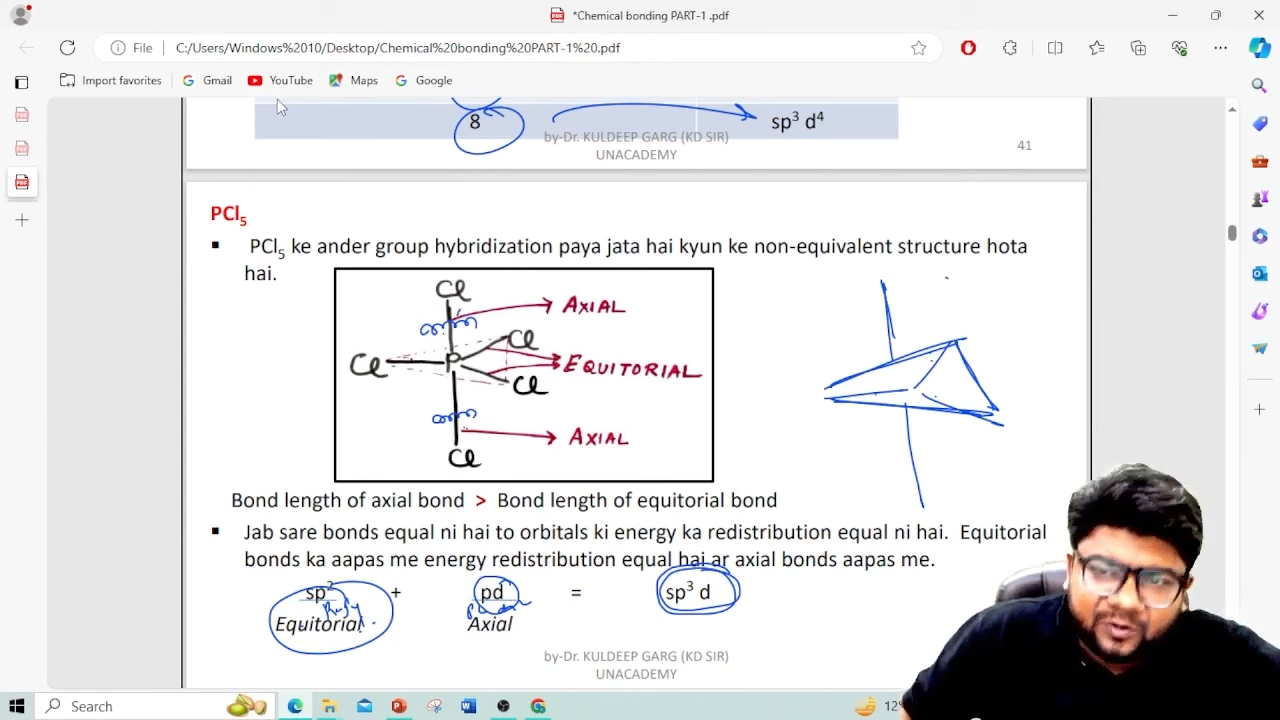 *Chemical bonding PART-1 .pdf
File
C:/Users/Windows%2010/Desktop/Chemical%20bonding%20PART-1%20.pdf
Import favorites
Gmail
YouTube
Maps
Google
8
sp³ d⁴
by-Dr. KULDEEP GARG (KD SIR)
UNACADEMY
41
PCl₅
▪ PCl₅ ke ander group hybridization paya jata hai kyun ke non-equivalent structure hota
hai.
Cl
AXIAL
Cl
Cl
P
EQUITORIAL
Cl
AXIAL
Cl
Bond length of axial bond > Bond length of equitorial bond
▪ Jab sare bonds equal ni hai to orbitals ki energy ka redistribution equal ni hai. Equitorial
bonds ka aapas me energy redistribution equal hai ar axial bonds aapas me.
sp² + pd = sp³ d
Equitorial
Axial
by-Dr. KULDEEP GARG (KD SIR)
UNACADEMY
Search
12°